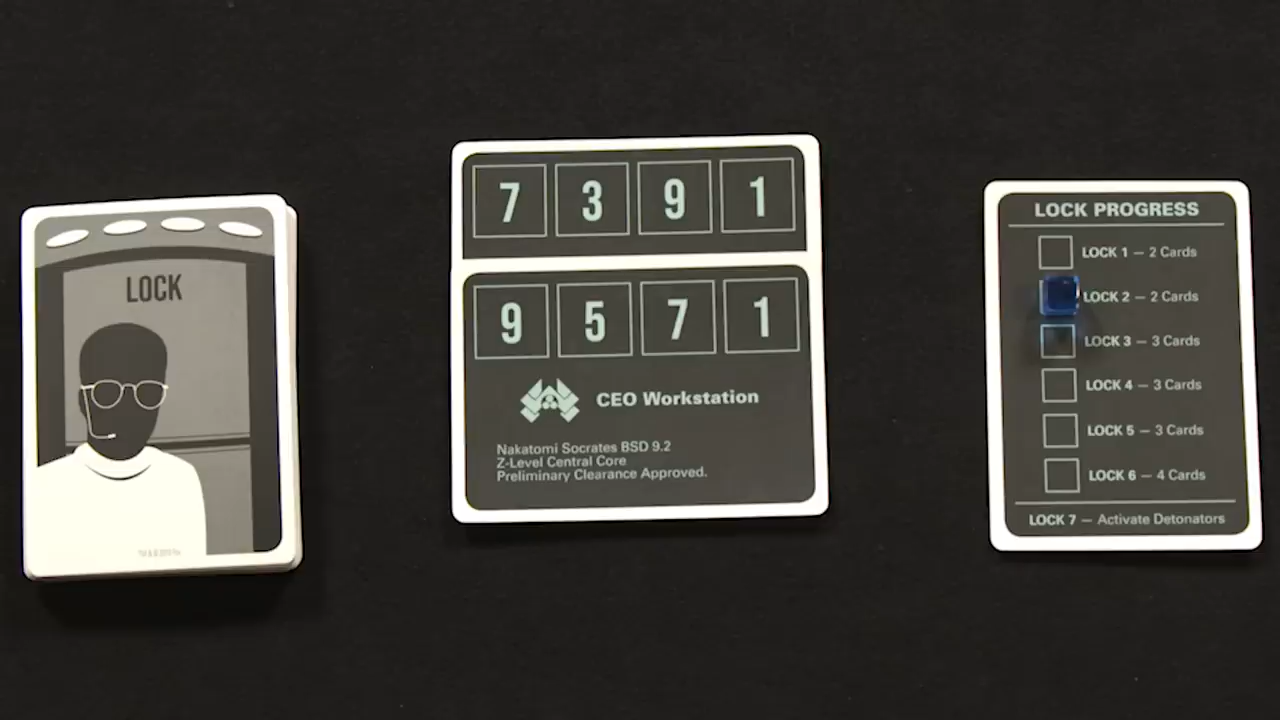 LOCK
7 3 9 1
9 5 7 1
CEO Workstation
Nakatomi Socrates BSD 9.2
Z-Level Central Core
Preliminary Clearance Approved.
LOCK PROGRESS
LOCK 1 — 2 Cards
LOCK 2 — 2 Cards
LOCK 3 — 3 Cards
LOCK 4 — 3 Cards
LOCK 5 — 3 Cards
LOCK 6 — 4 Cards
LOCK 7 — Activate Detonators